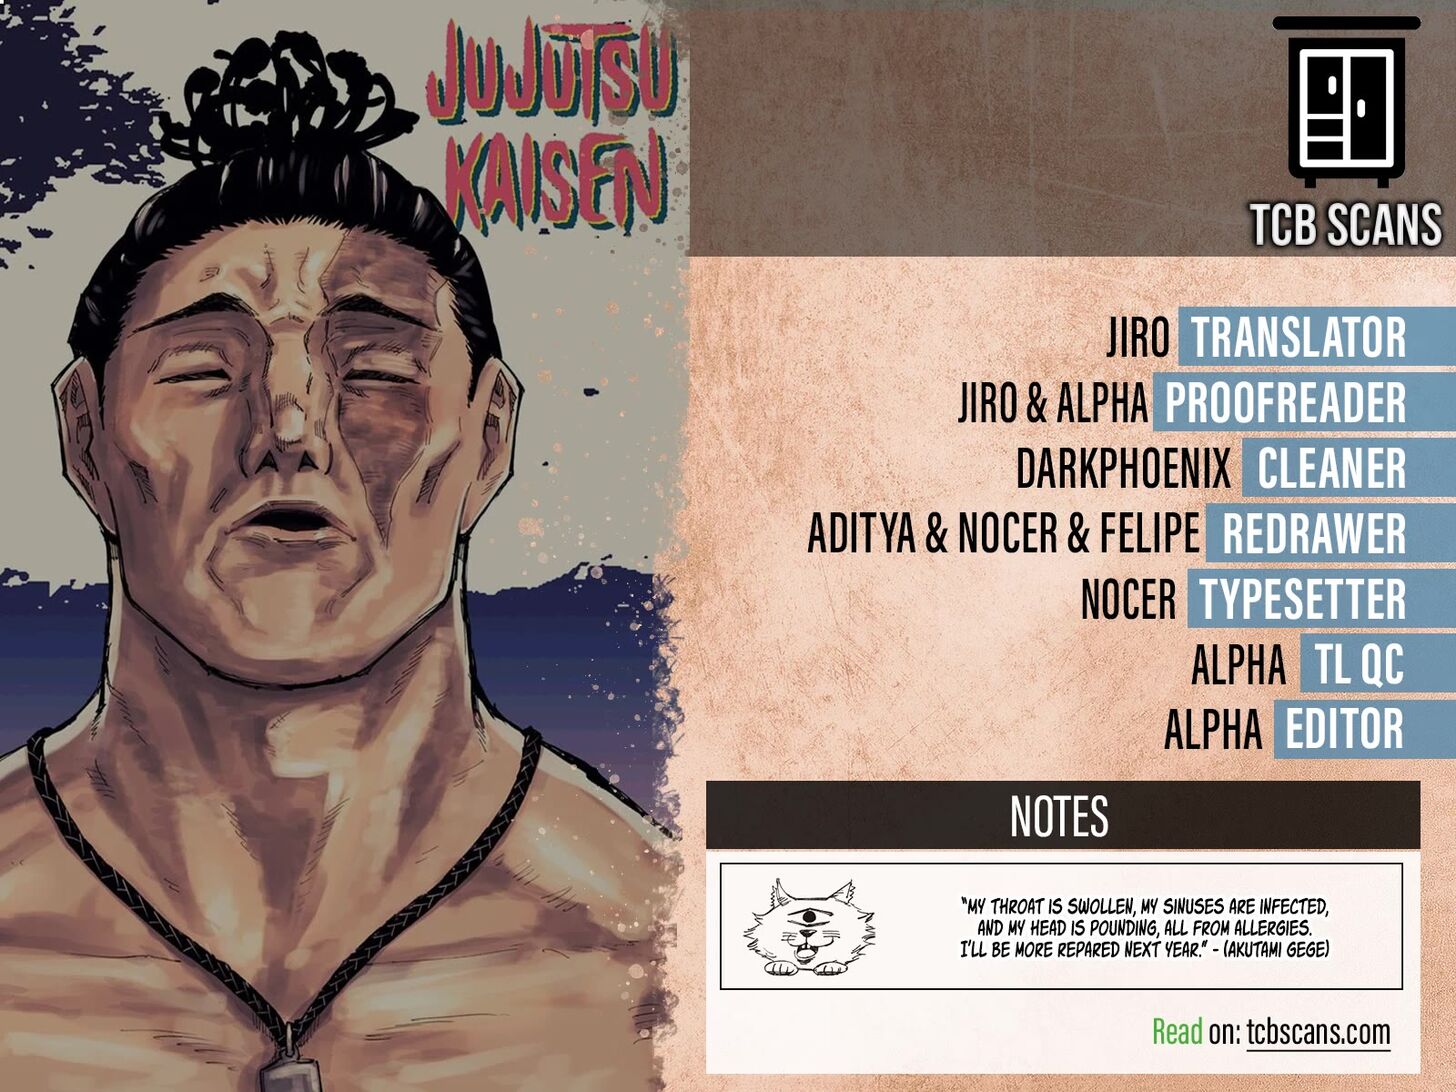 JUJUTSU
KAISEN
TCB SCANS
JIRO TRANSLATOR
JIRO & ALPHA PROOFREADER
DARKPHOENIX CLEANER
ADITYA & NOCER & FELIPE REDRAWER
NOCER TYPESETTER
ALPHA TL QC
ALPHA EDITOR
NOTES
"MY THROAT IS SWOLLEN, MY SINUSES ARE INFECTED,
AND MY HEAD IS POUNDING, ALL FROM ALLERGIES.
I'LL BE MORE REPARED NEXT YEAR." - (AKUTAMI GEGE)
Read on: tcbscans.com